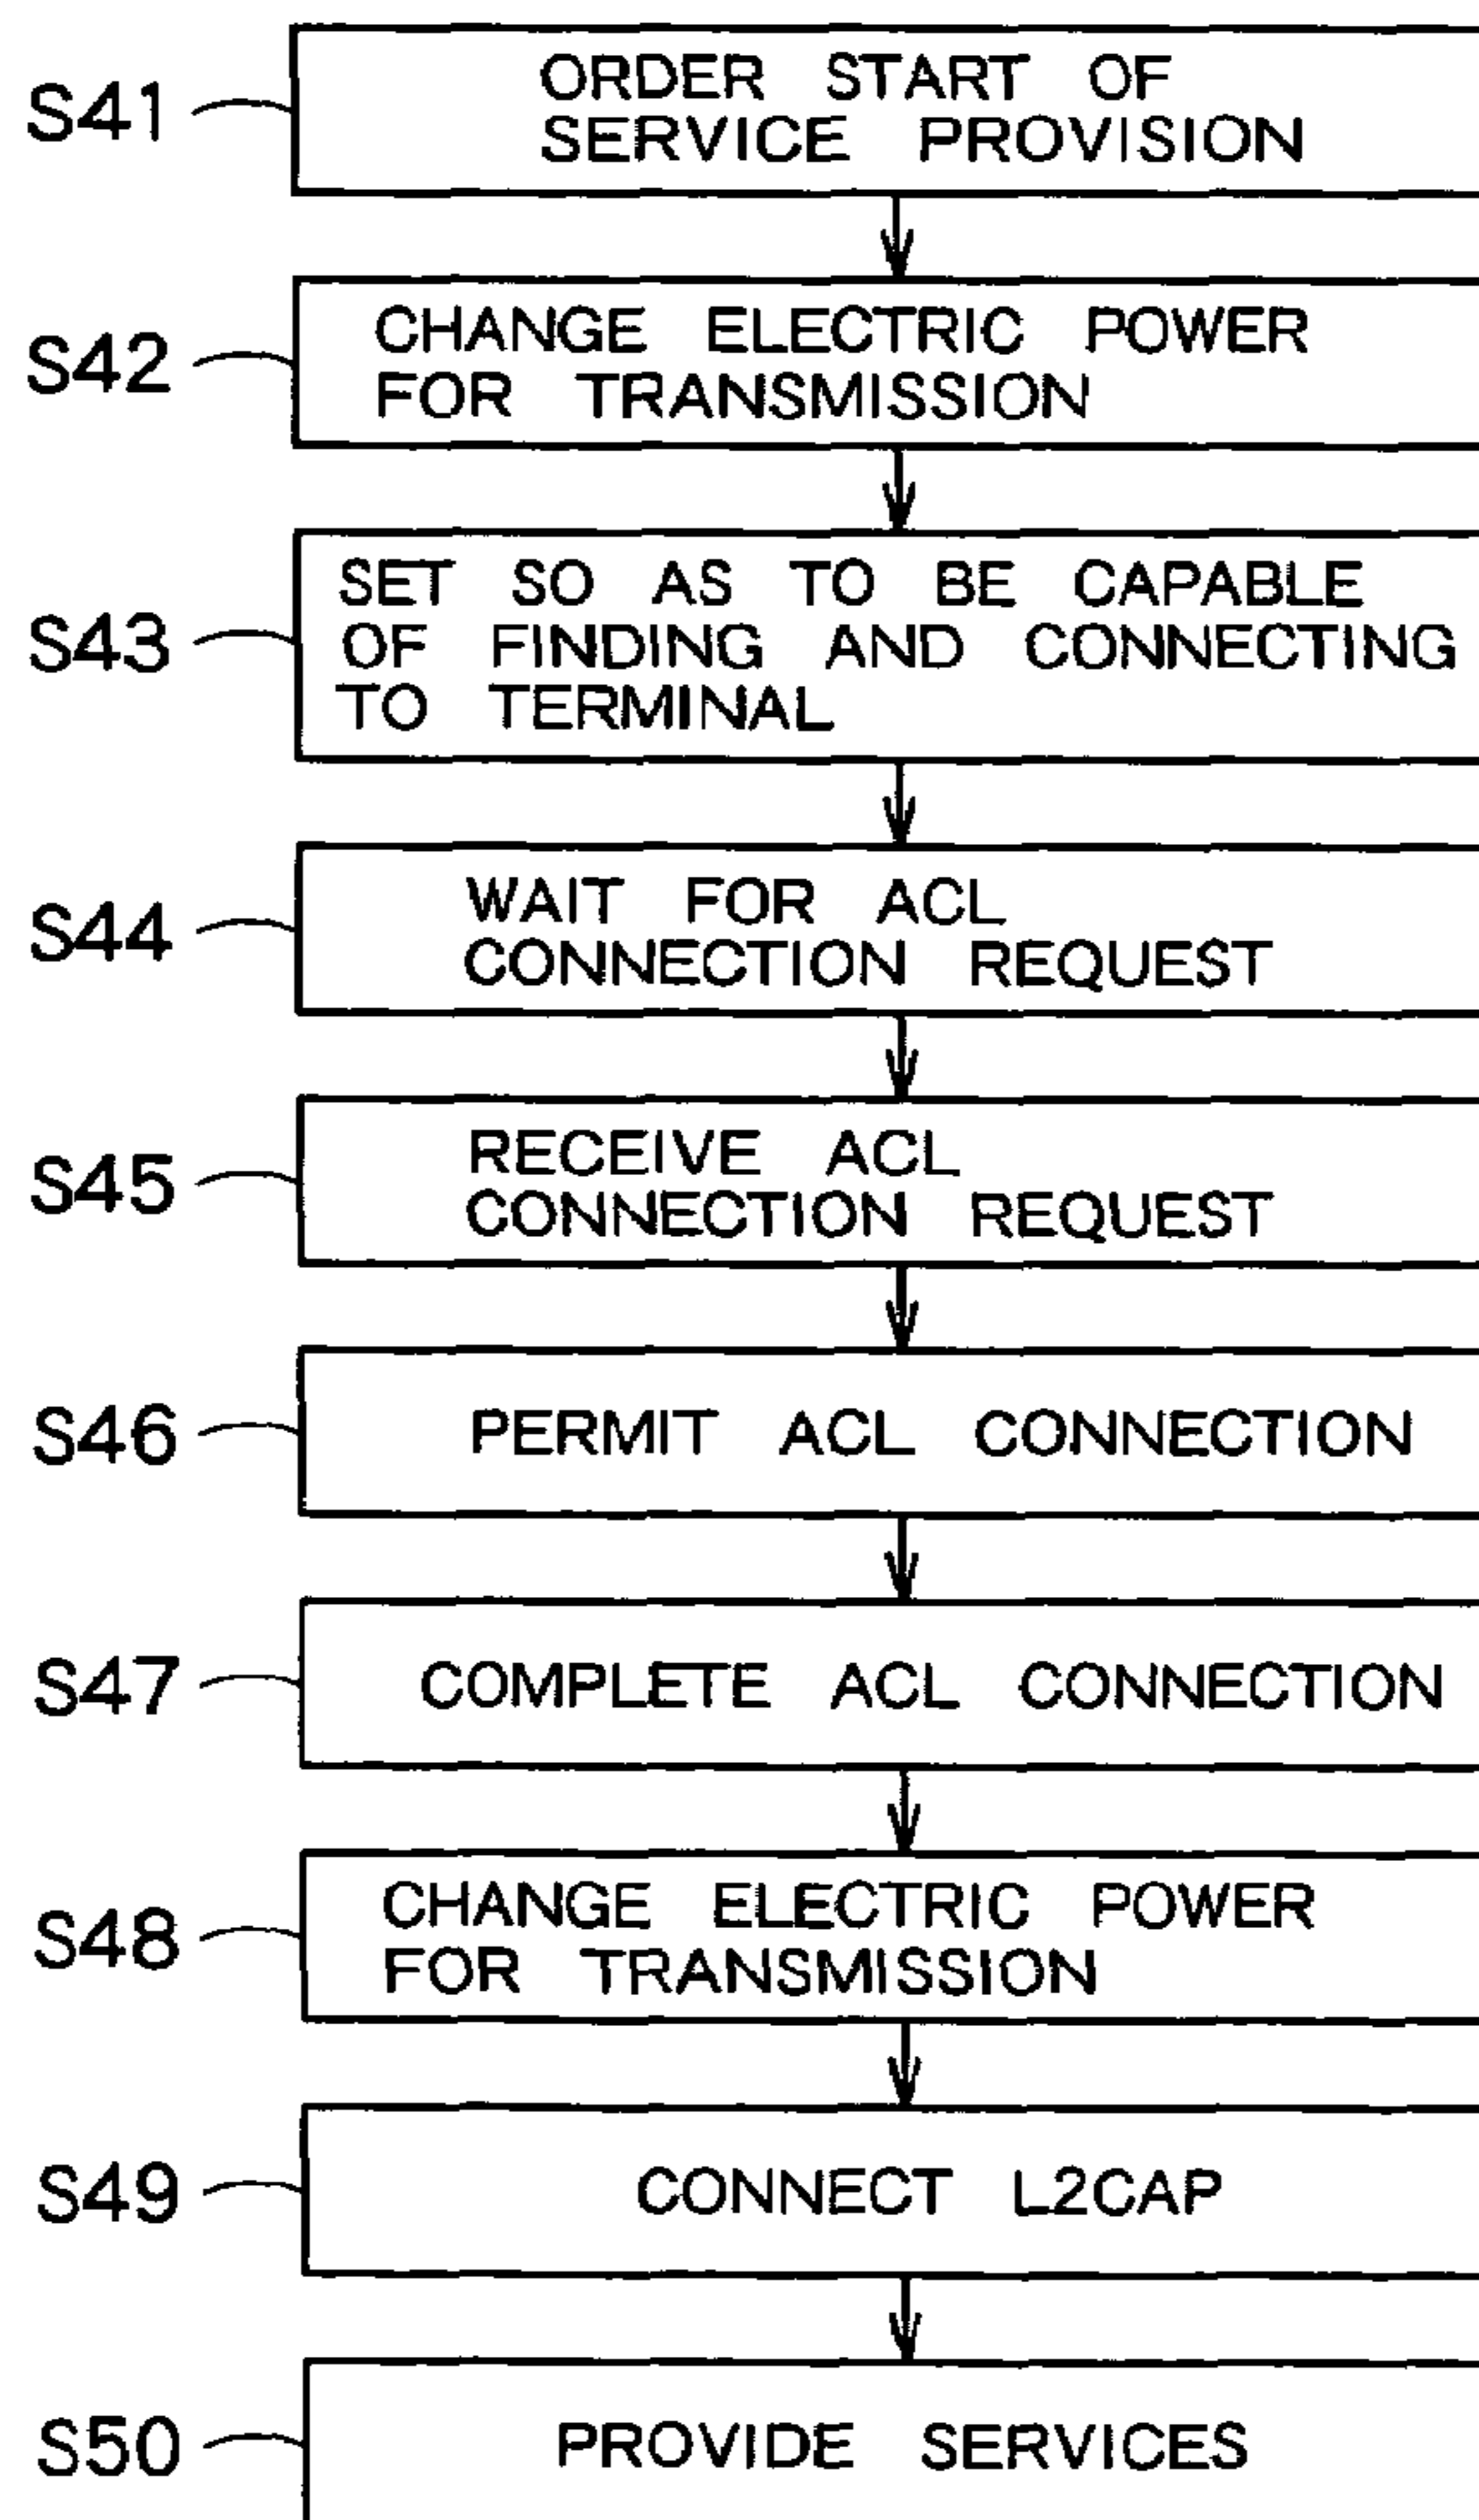 S41
ORDER START OF
SERVICE PROVISION
S42
CHANGE ELECTRIC POWER
FOR TRANSMISSION
S43
SET SO AS TO BE CAPABLE
OF FINDING AND CONNECTING
TO TERMINAL
S44
WAIT FOR ACL
CONNECTION REQUEST
S45
RECEIVE ACL
CONNECTION REQUEST
S46
PERMIT ACL CONNECTION
S47
COMPLETE ACL CONNECTION
S48
CHANGE ELECTRIC POWER
FOR TRANSMISSION
S49
CONNECT L2CAP
S50
PROVIDE SERVICES